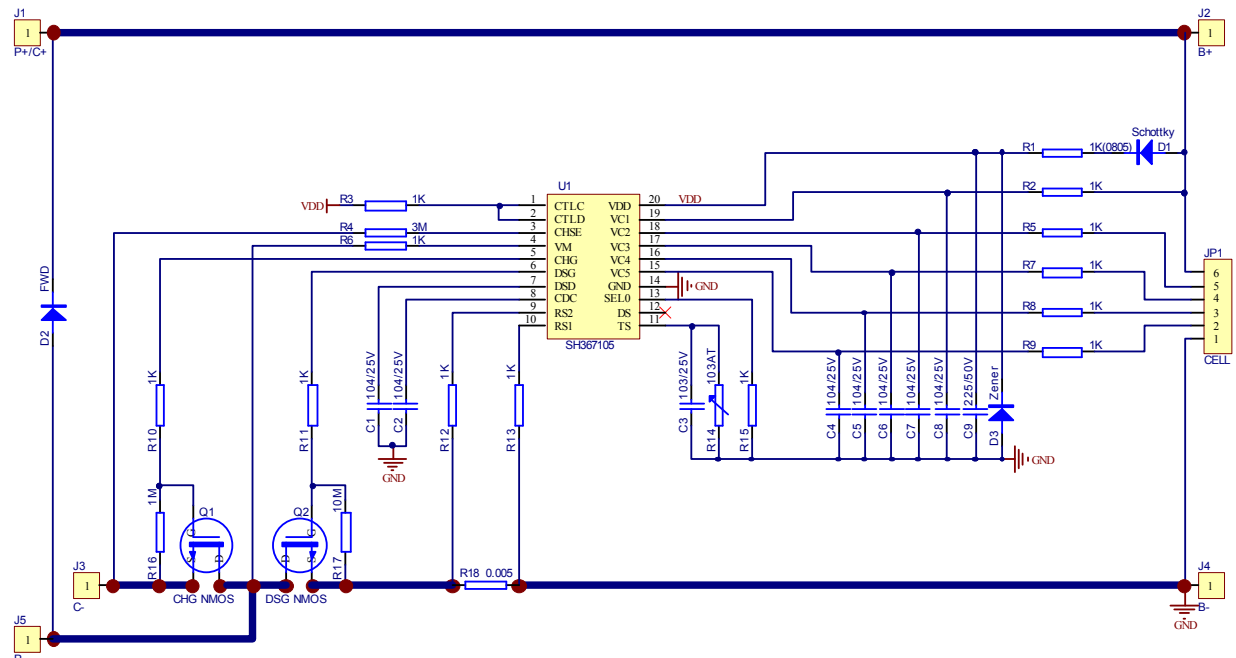 J1
1
P+/C+
J2
1
B+
Schottky
R1
1K(0805)
D1
U1
VDD
R3
1K
1 CTLC
2 CTLD
3 CHSE
4 VM
5 CHG
6 DSG
7 DSD
8 CDC
9 RS2
10 RS1
VDD 20
VC1 19
VC2 18
VC3 17
VC4 16
VC5 15
GND 14
SEL0 13
DS 12
TS 11
SH367105
VDD
GND
R4
3M
R6
1K
R2
1K
R5
1K
R7
1K
R8
1K
R9
1K
JP1
6
5
4
3
2
1
CELL
FWD
D2
1K
R10
1K
R11
104/25V
C1
104/25V
C2
GND
1K
R12
1K
R13
103/25V
C3
103AT
R14
1K
R15
104/25V
C4
104/25V
C5
104/25V
C6
104/25V
C7
104/25V
C8
225/50V
C9
Zener
D3
GND
1M
R16
Q1
G
S
D
CHG NMOS
Q2
G
D
S
DSG NMOS
10M
R17
R18 0.005
J3
1
C-
J4
1
B-
GND
J5
1